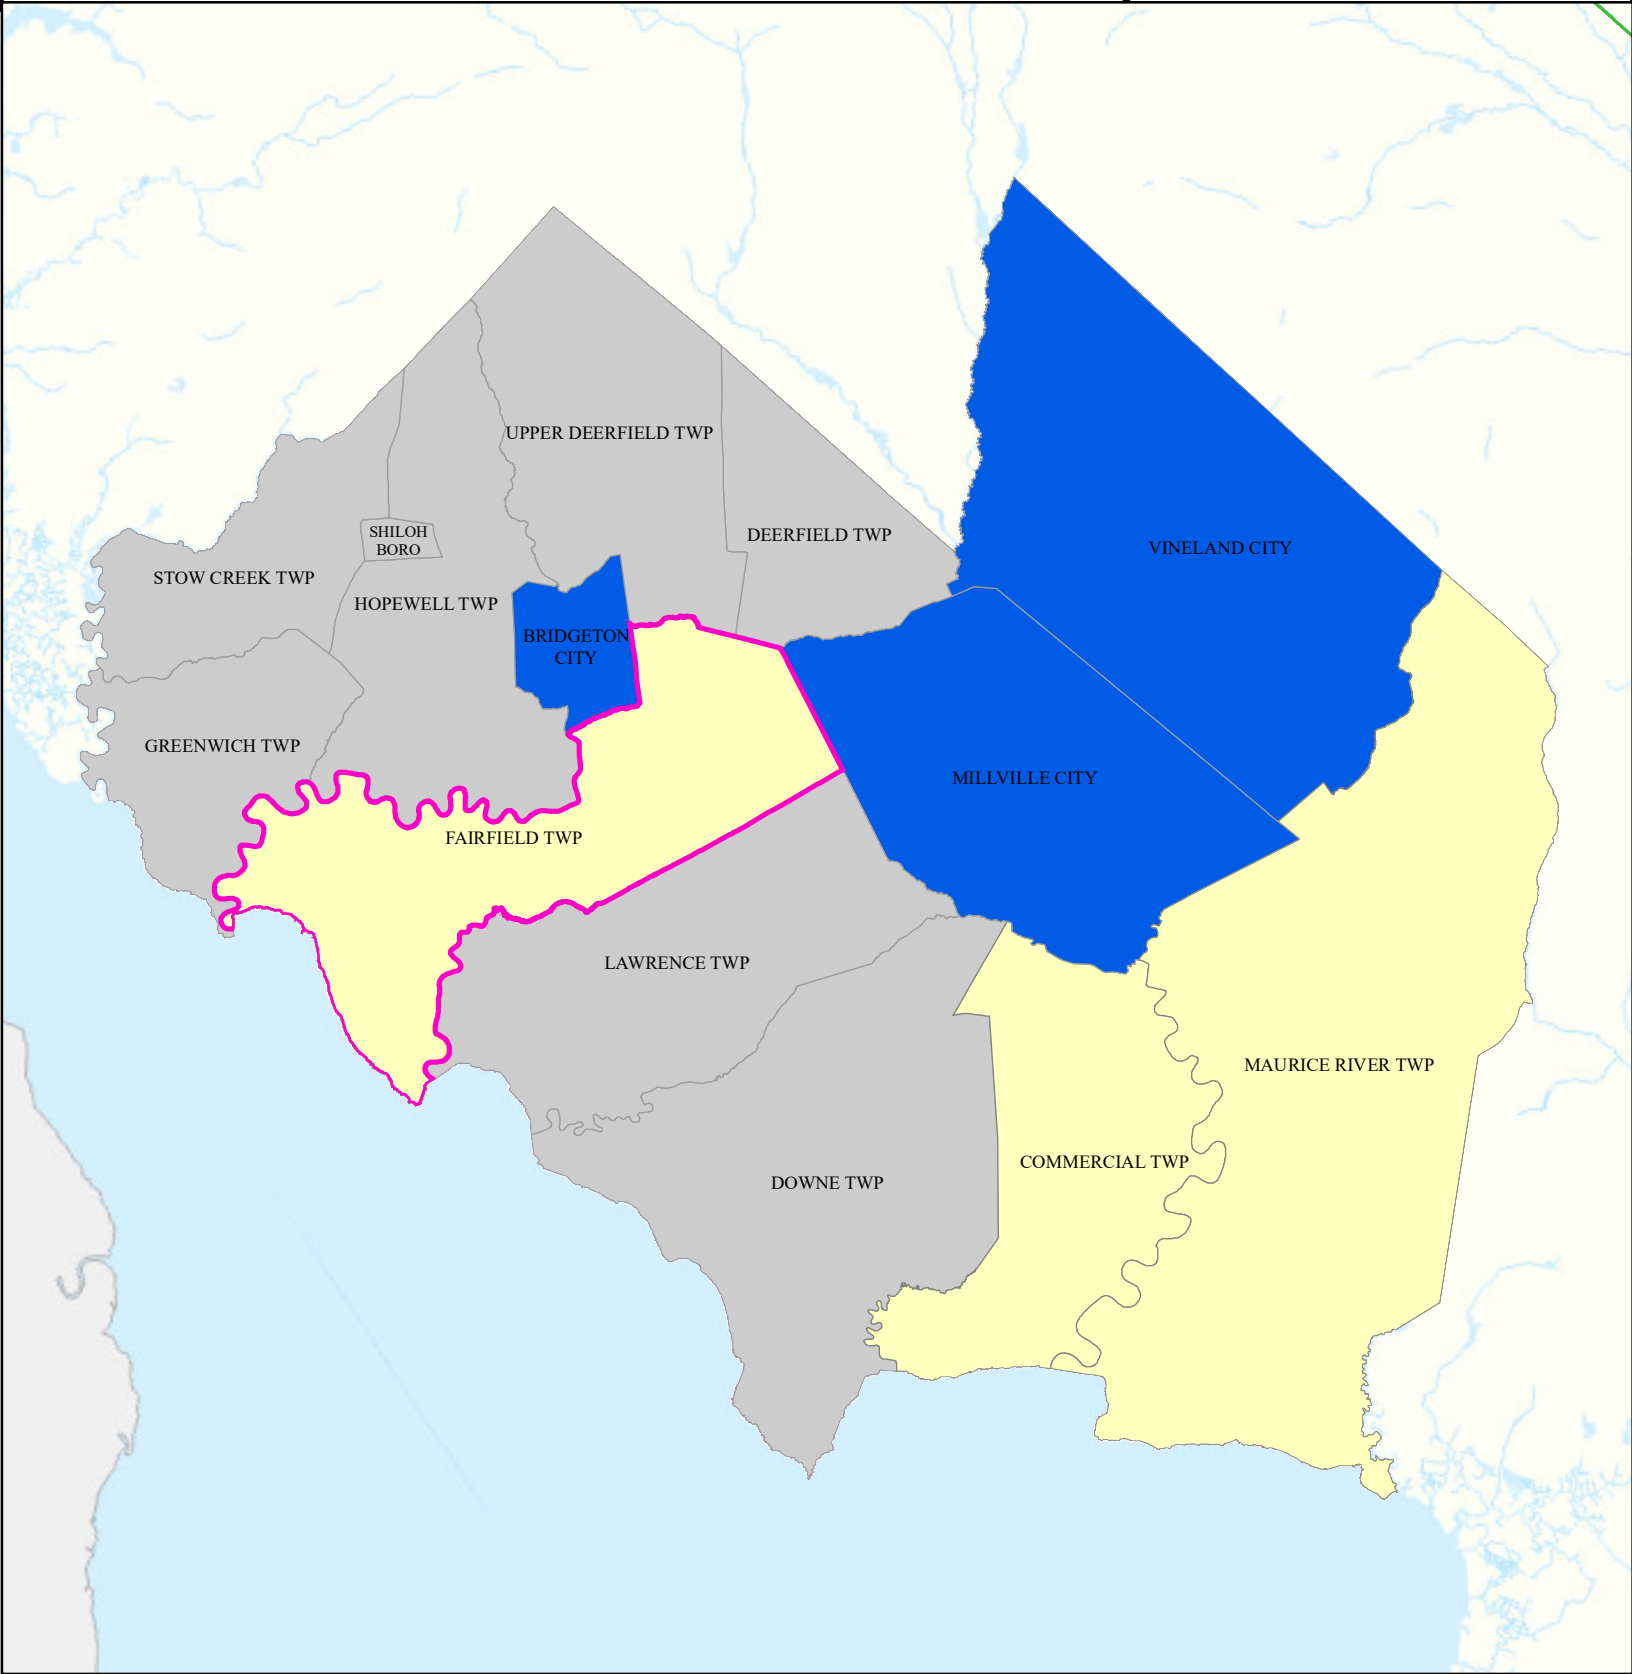 UPPER DEERFIELD TWP
SHILOH
BORO
DEERFIELD TWP
VINELAND CITY
STOW CREEK TWP
HOPEWELL TWP
BRIDGETON
CITY
GREENWICH TWP
MILLVILLE CITY
FAIRFIELD TWP
LAWRENCE TWP
MAURICE RIVER TWP
COMMERCIAL TWP
DOWNE TWP